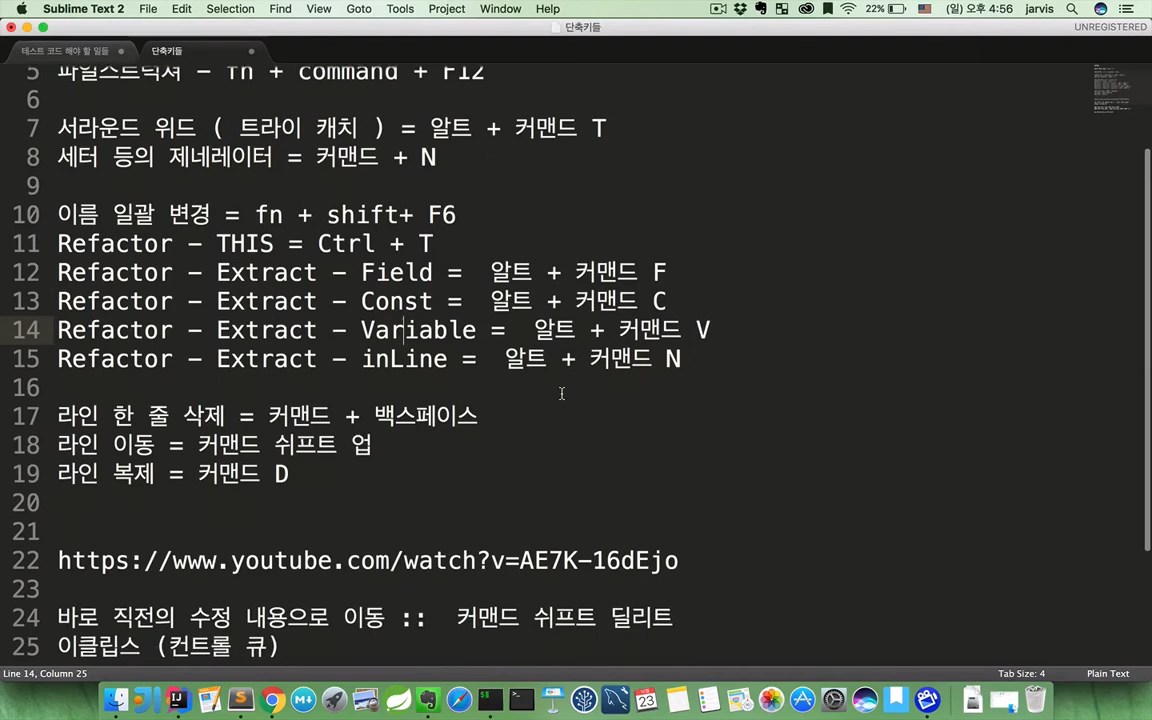 Sublime Text 2 File Edit Selection Find View Goto Tools Project Window Help 22% (일) 오후 4:56 jarvis
단축키들
UNREGISTERED
테스트 코드 해야 할 일들 단축키들
5 파일스트럭쳐 - fn + command + F12
6
7 서라운드 위드 ( 트라이 캐치 ) = 알트 + 커맨드 T
8 세터 등의 제네레이터 = 커맨드 + N
9
10 이름 일괄 변경 = fn + shift+ F6
11 Refactor - THIS = Ctrl + T
12 Refactor - Extract - Field = 알트 + 커맨드 F
13 Refactor - Extract - Const = 알트 + 커맨드 C
14 Refactor - Extract - Variable = 알트 + 커맨드 V
15 Refactor - Extract - inLine = 알트 + 커맨드 N
16
17 라인 한 줄 삭제 = 커맨드 + 백스페이스
18 라인 이동 = 커맨드 쉬프트 업
19 라인 복제 = 커맨드 D
20
21
22 https://www.youtube.com/watch?v=AE7K-16dEjo
23
24 바로 직전의 수정 내용으로 이동 :: 커맨드 쉬프트 딜리트
25 이클립스 (컨트롤 큐)
Line 14, Column 25 Tab Size: 4 Plain Text